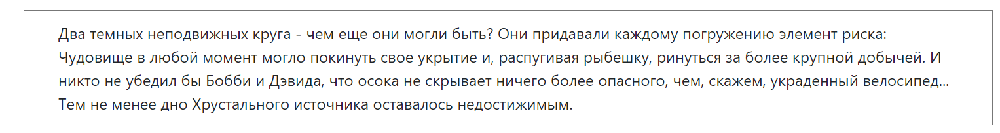 Два темных неподвижных круга - чем еще они могли быть? Они придавали каждому погружению элемент риска:
Чудовище в любой момент могло покинуть свое укрытие и, распугивая рыбешку, ринуться за более крупной добычей. И
никто не убедил бы Бобби и Дэвида, что осока не скрывает ничего более опасного, чем, скажем, украденный велосипед...
Тем не менее дно Хрустального источника оставалось недостижимым.